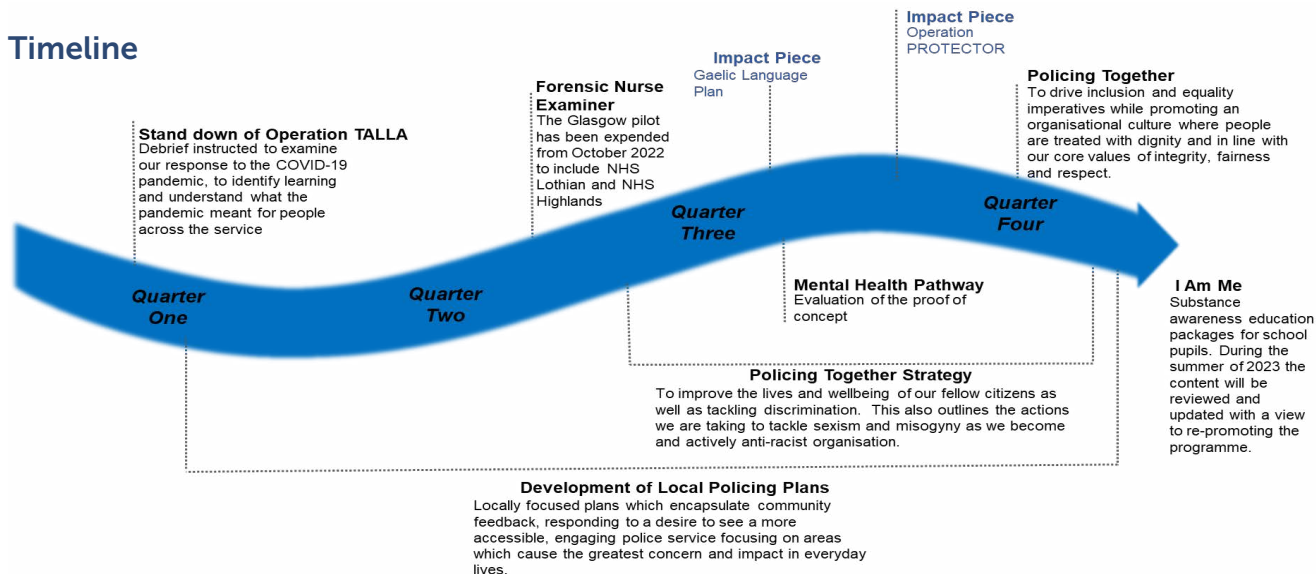 Timeline
Stand down of Operation TALLA
Debrief instructed to examine
our response to the COVID-19
pandemic, to identify learning
and understand what the
pandemic meant for people
across the service
Forensic Nurse
Examiner
The Glasgow pilot
has been expended
from October 2022
to include NHS
Lothian and NHS
Highlands
Impact Piece
Gaelic Language
Plan
Impact Piece
Operation
PROTECTOR
Policing Together
To drive inclusion and equality
imperatives while promoting an
organisational culture where people
are treated with dignity and in line with
our core values of integrity, fairness
and respect.
Quarter
One
Quarter
Two
Quarter
Three
Quarter
Four
Mental Health Pathway
Evaluation of the proof of
concept
I Am Me
Substance
awareness education
packages for school
pupils. During the
summer of 2023 the
content will be
reviewed and
updated with a view
to re-promoting the
programme.
Policing Together Strategy
To improve the lives and wellbeing of our fellow citizens as
well as tackling discrimination. This also outlines the actions
we are taking to tackle sexism and misogyny as we become
and actively anti-racist organisation.
Development of Local Policing Plans
Locally focused plans which encapsulate community
feedback, responding to a desire to see a more
accessible, engaging police service focusing on areas
which cause the greatest concern and impact in everyday
lives.